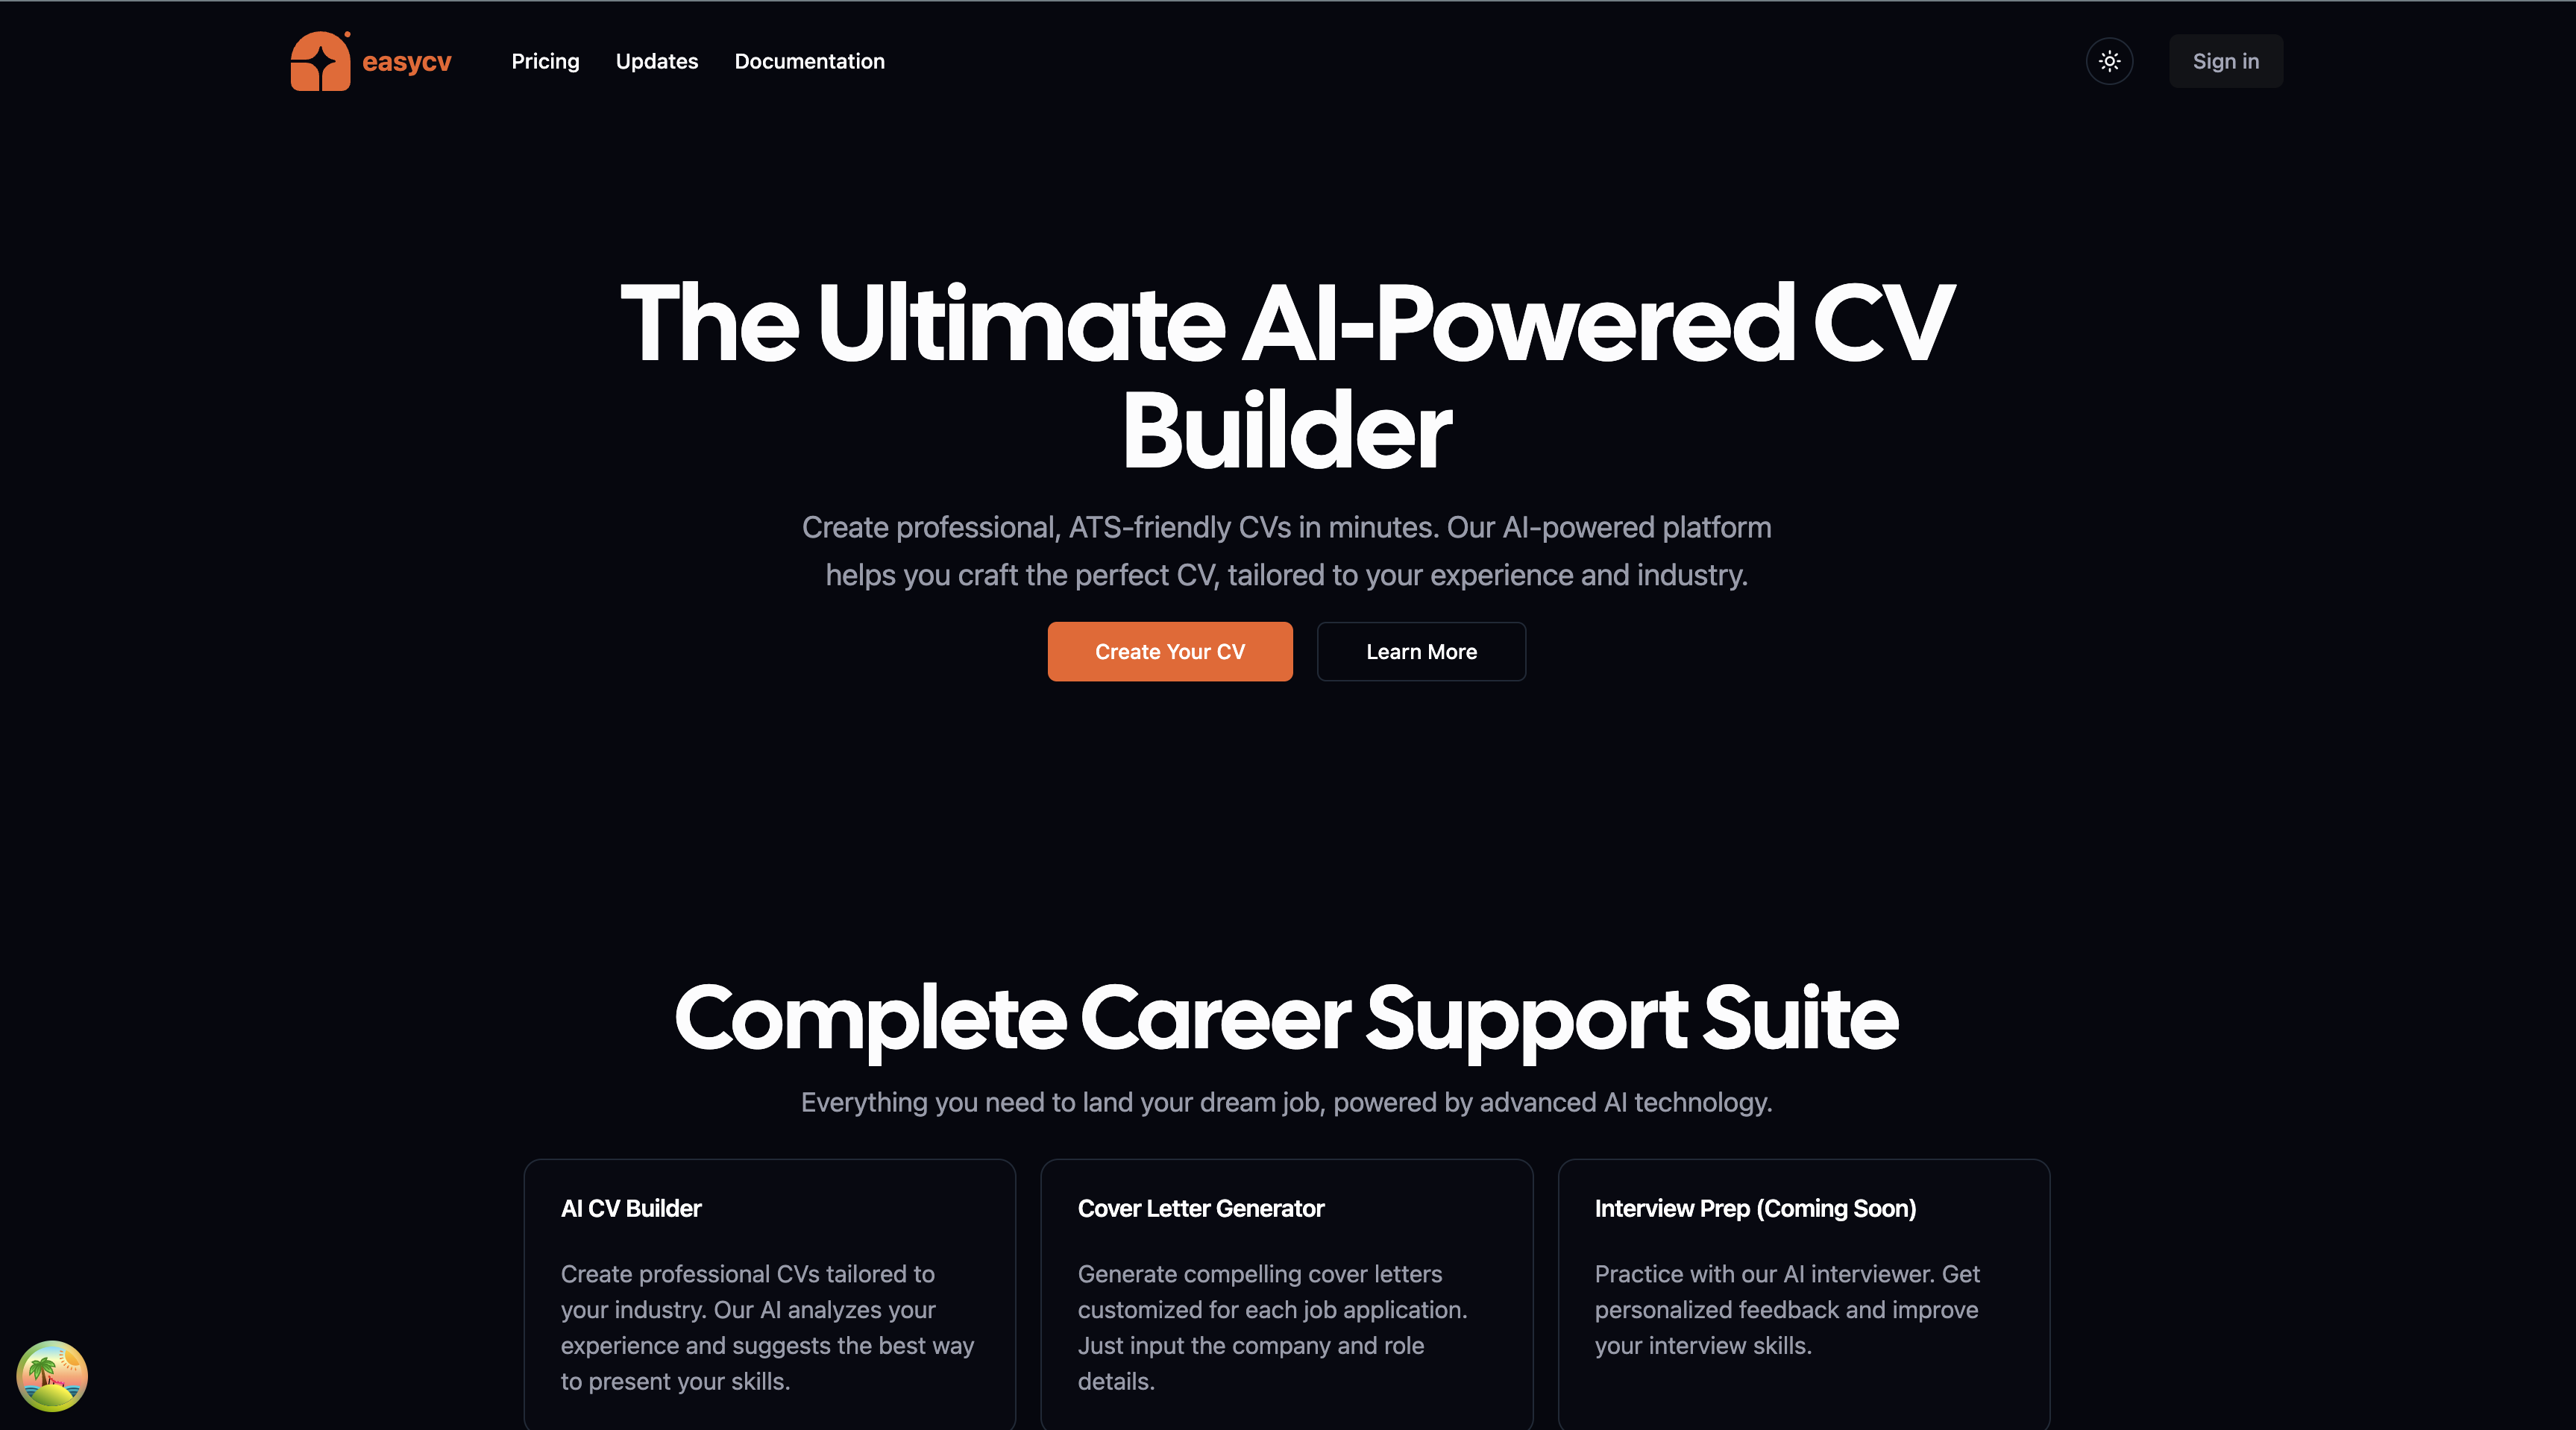 easycv
Pricing
Updates
Documentation
Sign in
The Ultimate AI-Powered CV
Builder
Create professional, ATS-friendly CVs in minutes. Our AI-powered platform
helps you craft the perfect CV, tailored to your experience and industry.
Create Your CV
Learn More
Complete Career Support Suite
Everything you need to land your dream job, powered by advanced AI technology.
AI CV Builder
Create professional CVs tailored to
your industry. Our AI analyzes your
experience and suggests the best way
to present your skills.
Cover Letter Generator
Generate compelling cover letters
customized for each job application.
Just input the company and role
details.
Interview Prep (Coming Soon)
Practice with our AI interviewer. Get
personalized feedback and improve
your interview skills.